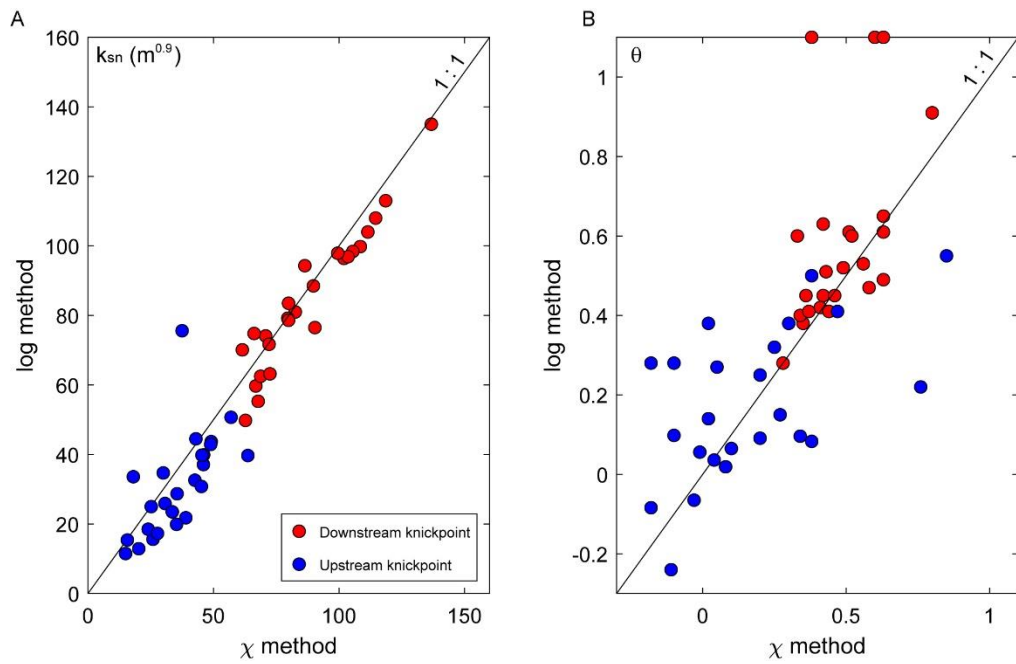 A
k_sn (m^0.9)
1 : 1
log method
160
140
120
100
80
60
40
20
0
0
50
100
150
χ method
Downstream knickpoint
Upstream knickpoint
B
θ
1 : 1
log method
1
0.8
0.6
0.4
0.2
0
-0.2
0
0.5
1
χ method